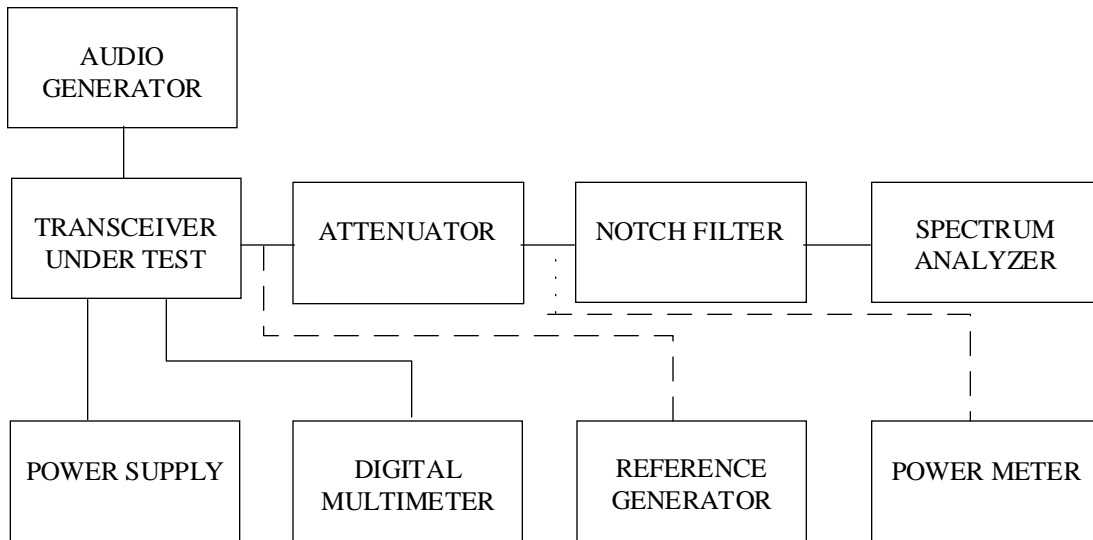 AUDIO
GENERATOR
TRANSCEIVER
UNDER TEST
ATTENUATOR
NOTCH FILTER
SPECTRUM
ANALYZER
POWER SUPPLY
DIGITAL
MULTIMETER
REFERENCE
GENERATOR
POWER METER